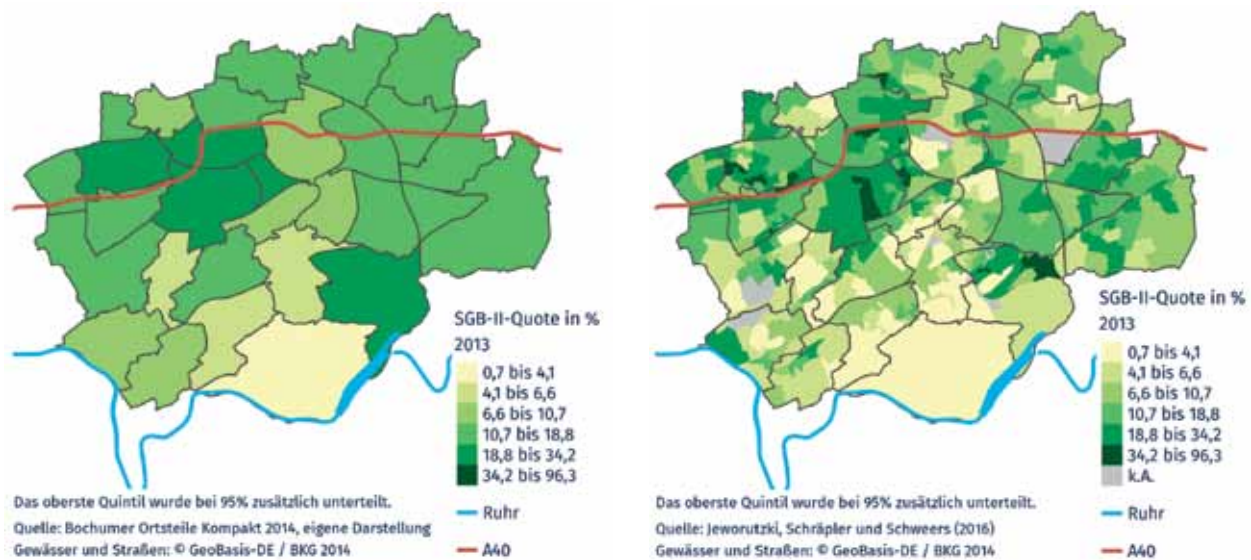 SGB-II-Quote in %
2013
0,7 bis 4,1
4,1 bis 6,6
6,6 bis 10,7
10,7 bis 18,8
18,8 bis 34,2
34,2 bis 96,3
Das oberste Quintil wurde bei 95% zusätzlich unterteilt.
Ruhr
Quelle: Bochumer Ortsteile Kompakt 2014, eigene Darstellung
Gewässer und Straßen: © GeoBasis-DE / BKG 2014
A40
SGB-II-Quote in %
2013
0,7 bis 4,1
4,1 bis 6,6
6,6 bis 10,7
10,7 bis 18,8
18,8 bis 34,2
34,2 bis 96,3
k.A.
Das oberste Quintil wurde bei 95% zusätzlich unterteilt.
Ruhr
Quelle: Jeworutzki, Schräpler und Schweers (2016)
Gewässer und Straßen: © GeoBasis-DE / BKG 2014
A40